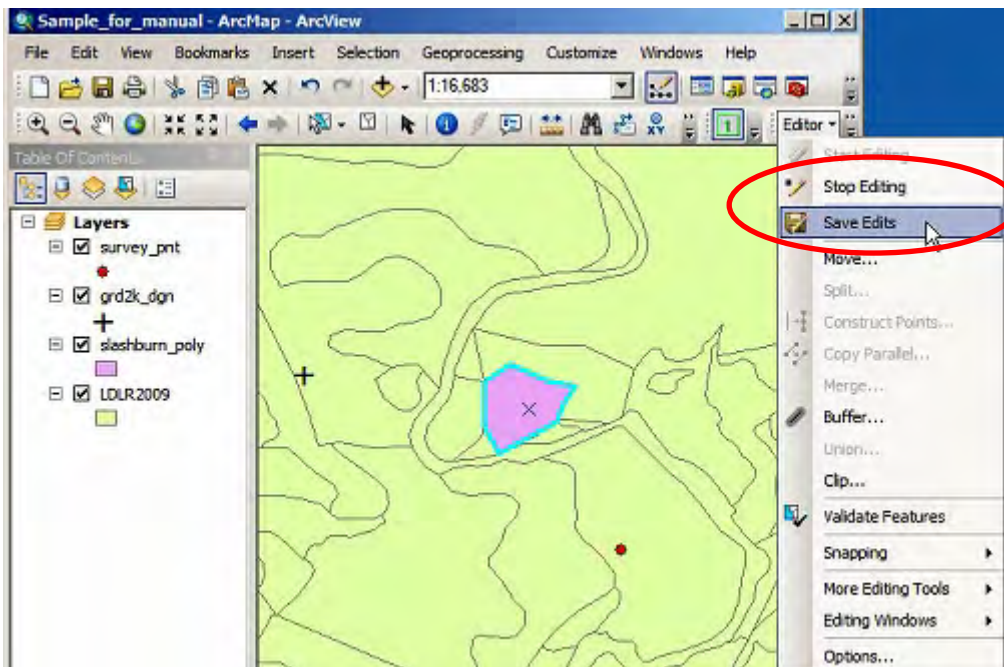 Sample_for_manual - ArcMap - ArcView
File Edit View Bookmarks Insert Selection Geoprocessing Customize Windows Help
1:16,683
1 Editor
Table Of Contents
Layers
survey_pnt
grd2k_dgn
slashburn_poly
LDLR2009
Start Editing
Stop Editing
Save Edits
Move...
Split...
Construct Points...
Copy Parallel...
Merge...
Buffer...
Union...
Clip...
Validate Features
Snapping
More Editing Tools
Editing Windows
Options...